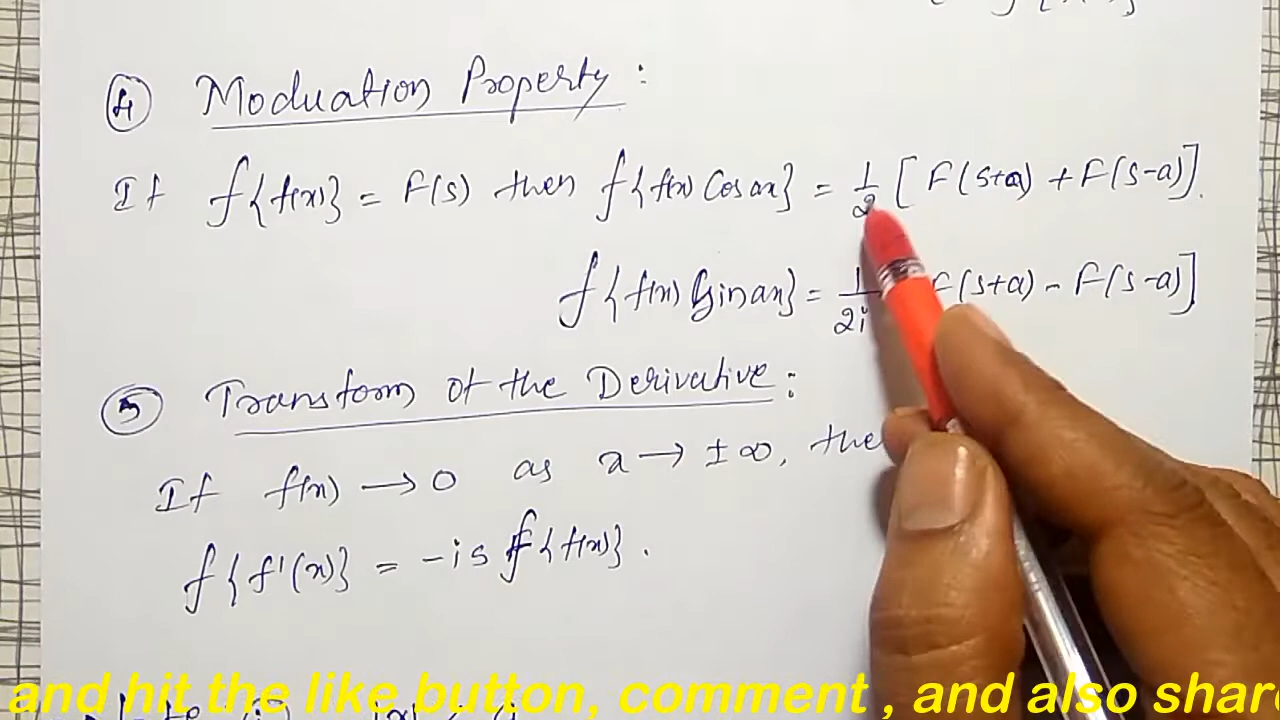 ④ Moduation Property :
If f{f(x)} = F(s) then f{f(x) Cos ax} = 1/2 [F(s+a) + F(s-a)].
f{f(x) Sin ax} = 1/2i F(s+a) - F(s-a)]
⑤ Transform of the Derivative :
If f(x) → 0 as x → ± ∞, the
f{f'(x)} = -is f{f(x)}.
and hit the like button, comment , and also share